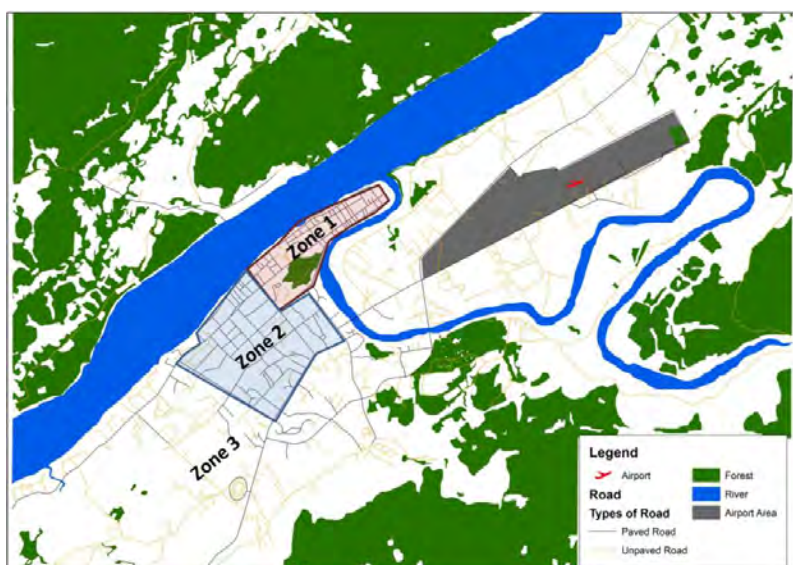 Zone 1
Zone 2
Zone 3
Legend
Airport
Road
Types of Road
Paved Road
Unpaved Road
Forest
River
Airport Area